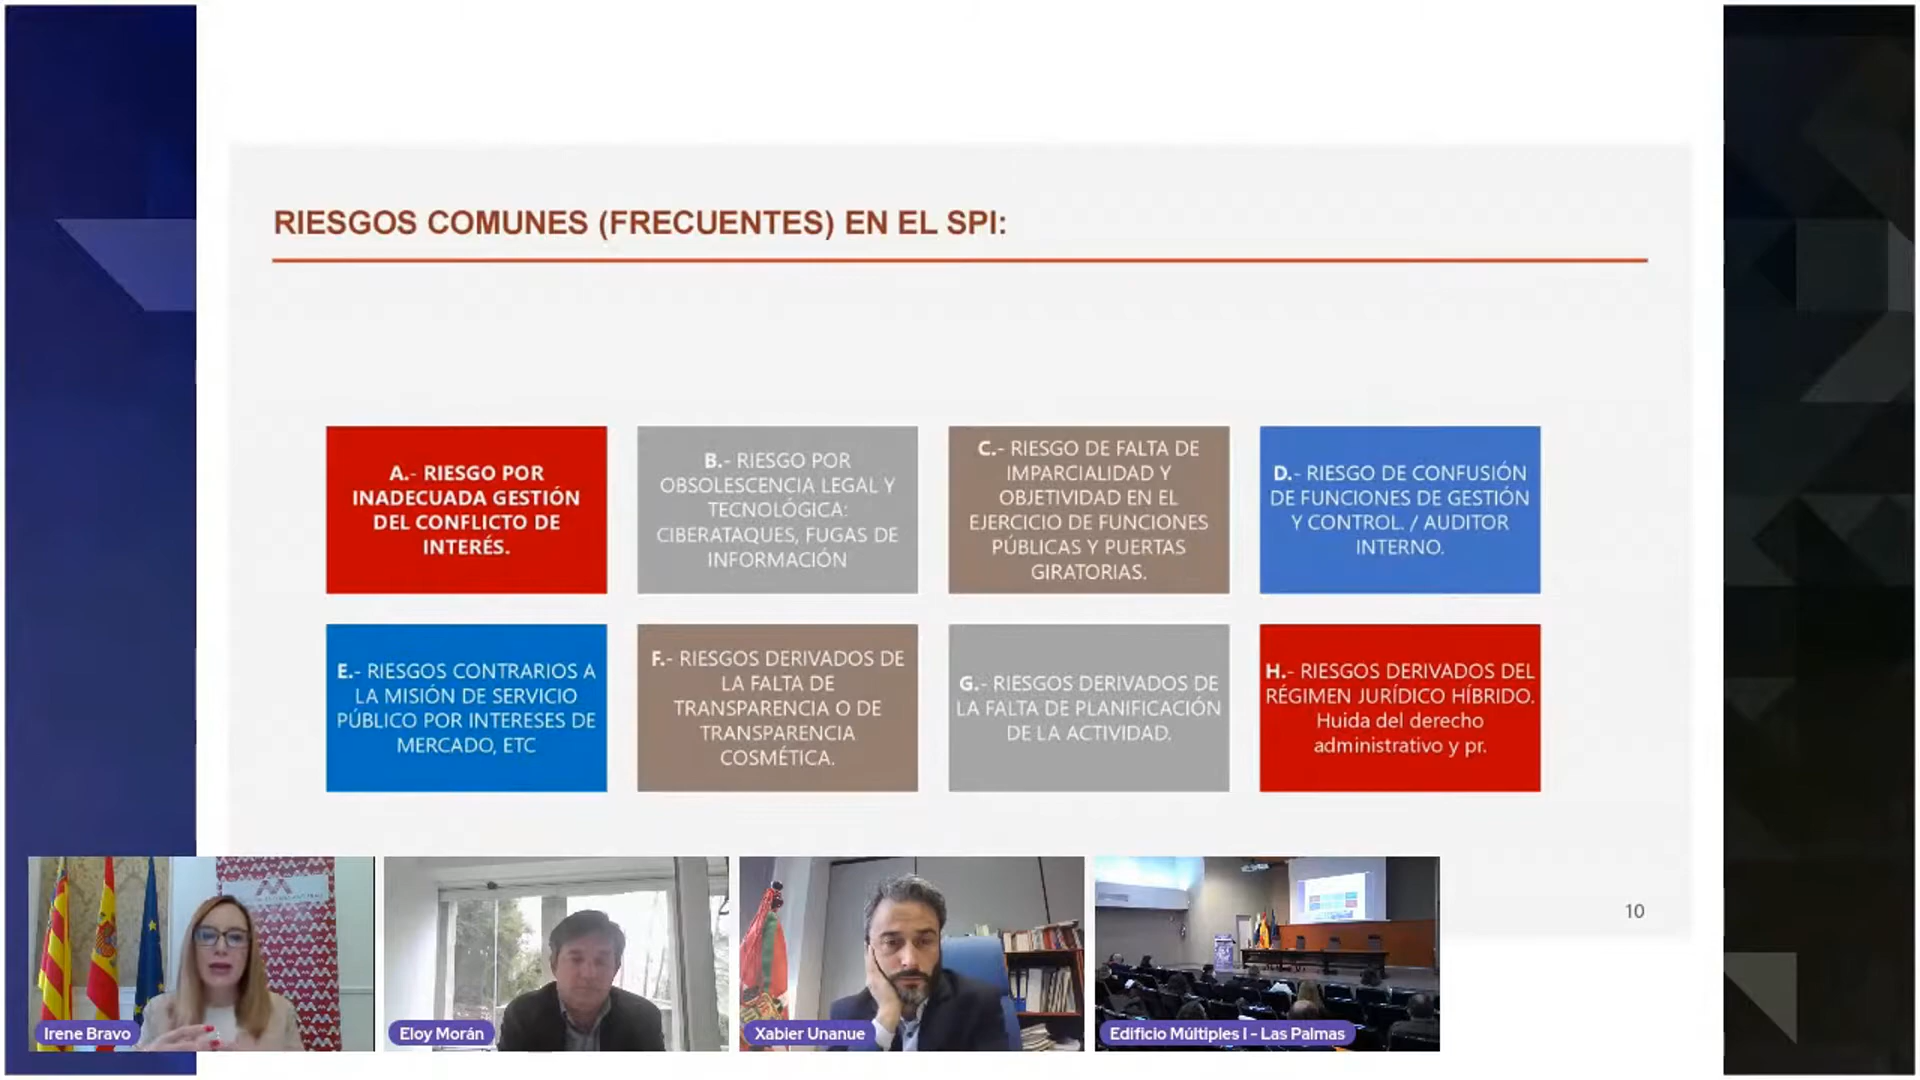 RIESGOS COMUNES (FRECUENTES) EN EL SPI:
A.- RIESGO POR
INADECUADA GESTIÓN
DEL CONFLICTO DE
INTERÉS.
B.- RIESGO POR
OBSOLESCENCIA LEGAL Y
TECNOLÓGICA:
CIBERATAQUES, FUGAS DE
INFORMACIÓN
C.- RIESGO DE FALTA DE
IMPARCIALIDAD Y
OBJETIVIDAD EN EL
EJERCICIO DE FUNCIONES
PÚBLICAS Y PUERTAS
GIRATORIAS.
D.- RIESGO DE CONFUSIÓN
DE FUNCIONES DE GESTIÓN
Y CONTROL. / AUDITOR
INTERNO.
E.- RIESGOS CONTRARIOS A
LA MISIÓN DE SERVICIO
PÚBLICO POR INTERESES DE
MERCADO, ETC
F.- RIESGOS DERIVADOS DE
LA FALTA DE
TRANSPARENCIA O DE
TRANSPARENCIA
COSMÉTICA.
G.- RIESGOS DERIVADOS DE
LA FALTA DE PLANIFICACIÓN
DE LA ACTIVIDAD.
H.- RIESGOS DERIVADOS DEL
RÉGIMEN JURÍDICO HÍBRIDO.
Huida del derecho
administrativo y pr.
10
Irene Bravo
Eloy Morán
Xabier Unanue
Edificio Múltiples I - Las Palmas